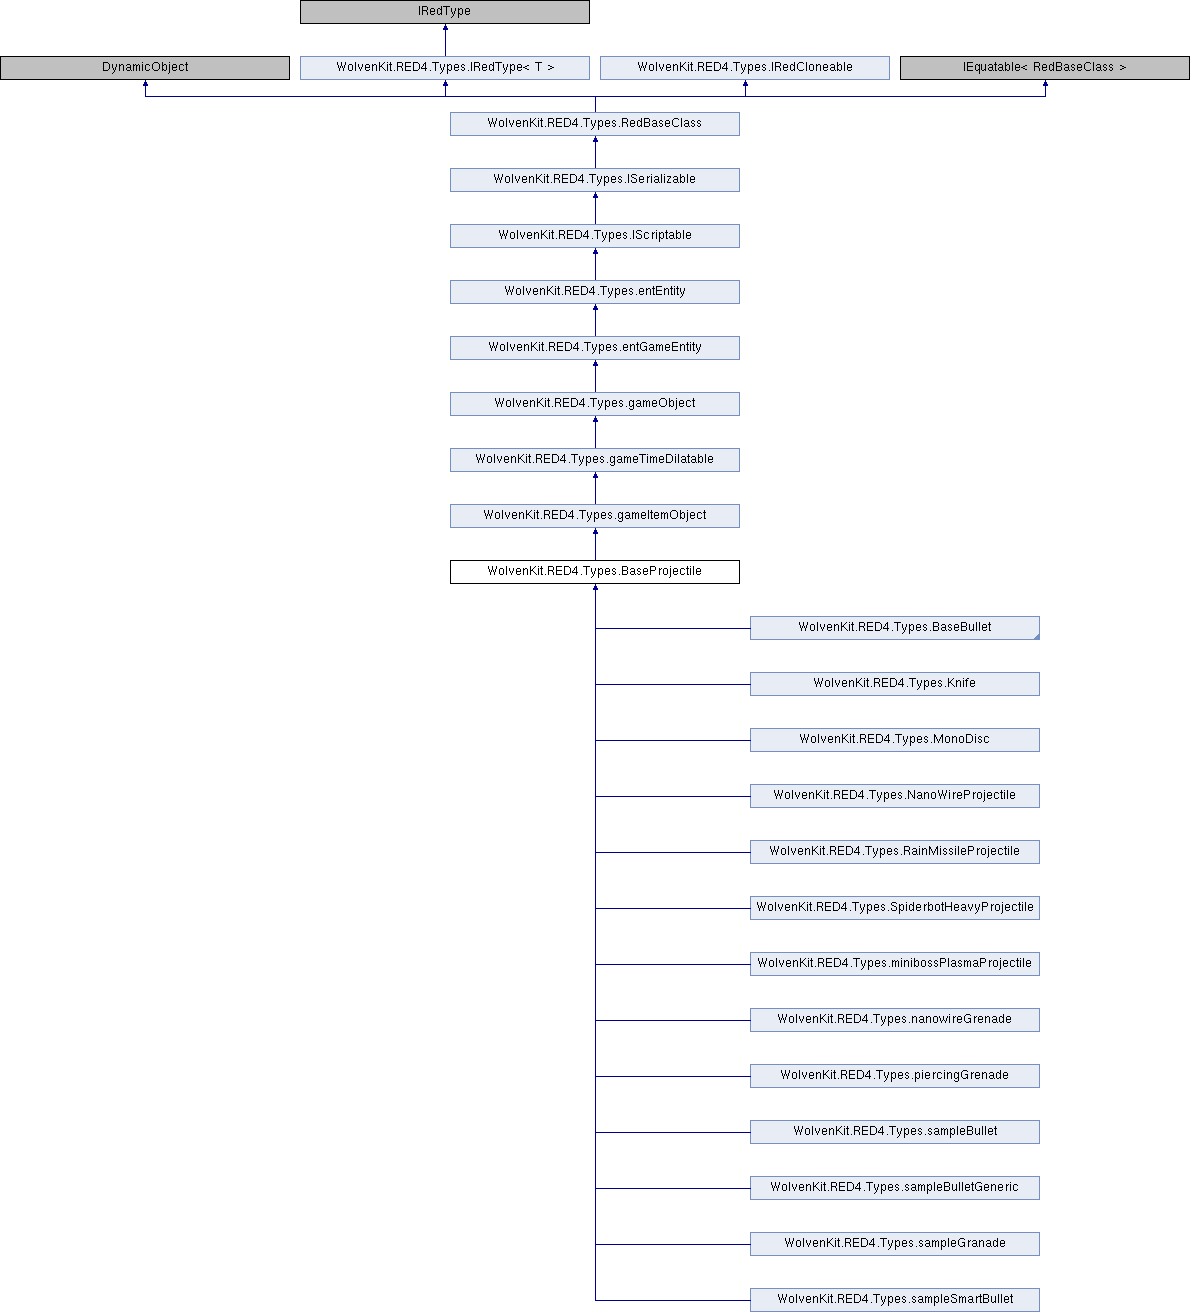 IRedType
DynamicObject
WolvenKit.RED4.Types.IRedType< T >
WolvenKit.RED4.Types.IRedCloneable
IEquatable< RedBaseClass >
WolvenKit.RED4.Types.RedBaseClass
WolvenKit.RED4.Types.ISerializable
WolvenKit.RED4.Types.IScriptable
WolvenKit.RED4.Types.entEntity
WolvenKit.RED4.Types.entGameEntity
WolvenKit.RED4.Types.gameObject
WolvenKit.RED4.Types.gameTimeDilatable
WolvenKit.RED4.Types.gameItemObject
WolvenKit.RED4.Types.BaseProjectile
WolvenKit.RED4.Types.BaseBullet
WolvenKit.RED4.Types.Knife
WolvenKit.RED4.Types.MonoDisc
WolvenKit.RED4.Types.NanoWireProjectile
WolvenKit.RED4.Types.RainMissileProjectile
WolvenKit.RED4.Types.SpiderbotHeavyProjectile
WolvenKit.RED4.Types.minibossPlasmaProjectile
WolvenKit.RED4.Types.nanowireGrenade
WolvenKit.RED4.Types.piercingGrenade
WolvenKit.RED4.Types.sampleBullet
WolvenKit.RED4.Types.sampleBulletGeneric
WolvenKit.RED4.Types.sampleGranade
WolvenKit.RED4.Types.sampleSmartBullet